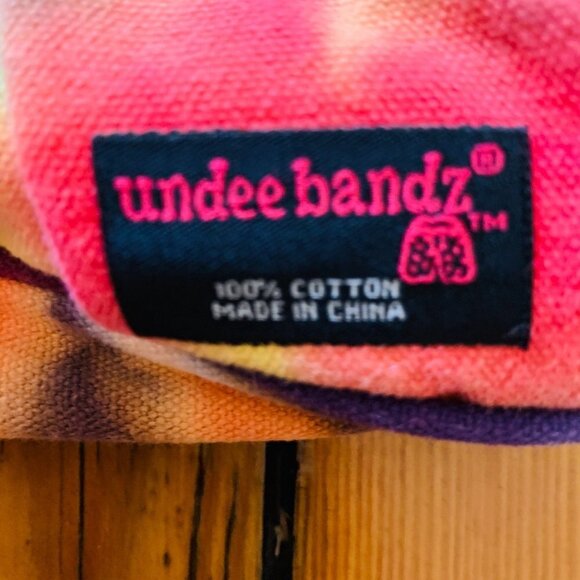 undee bandz®
™
100% COTTON
MADE IN CHINA